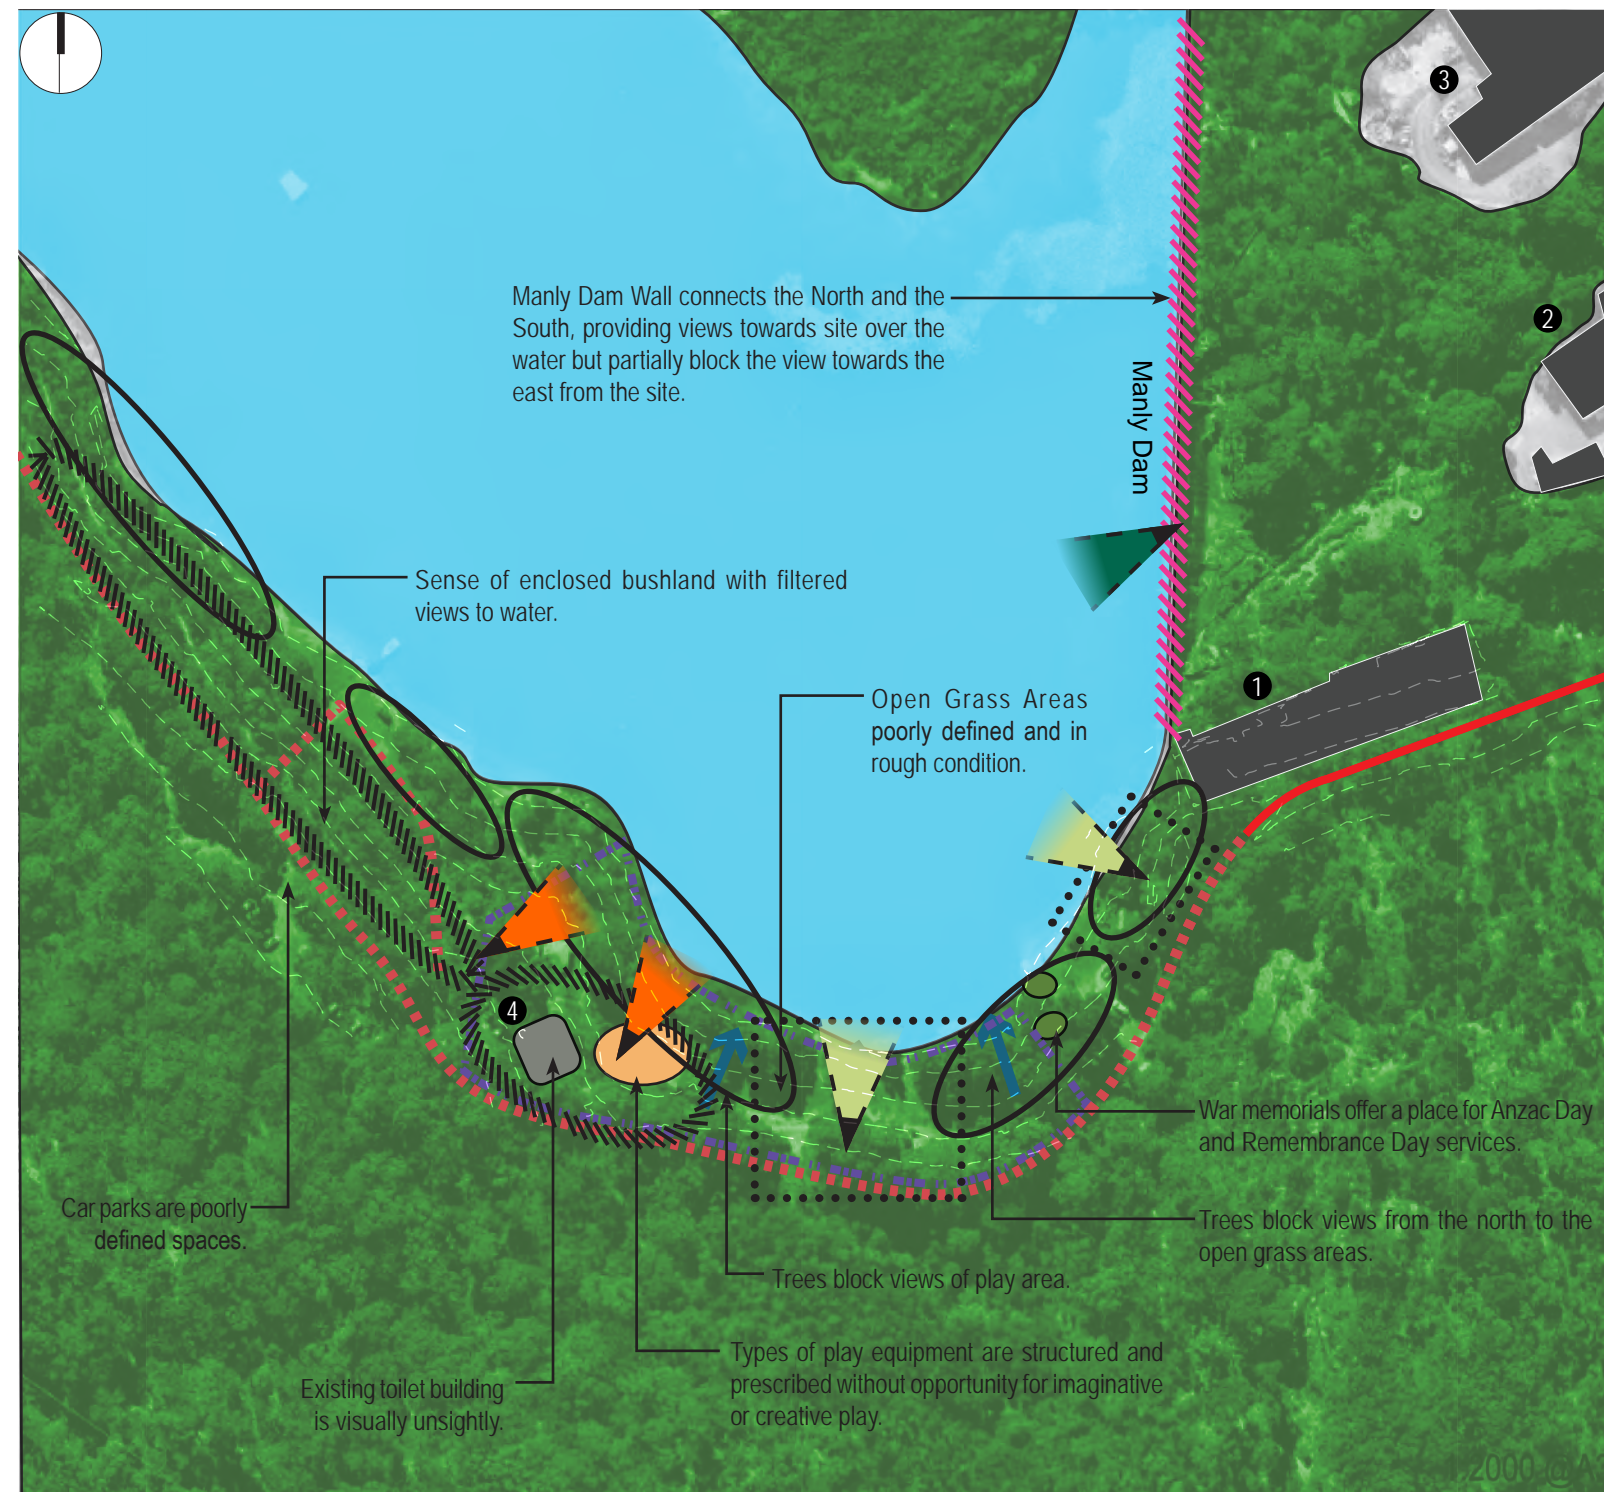 3
2
Manly Dam Wall connects the North and the
South, providing views towards site over the
water but partially block the view towards the
east from the site.
Manly Dam
Sense of enclosed bushland with filtered
views to water.
1
Open Grass Areas
poorly defined and in
rough condition.
4
War memorials offer a place for Anzac Day
and Remembrance Day services.
Car parks are poorly
defined spaces.
Trees block views from the north to the
open grass areas.
Trees block views of play area.
Types of play equipment are structured and
prescribed without opportunity for imaginative
or creative play.
Existing toilet building
is visually unsightly.
2000 @